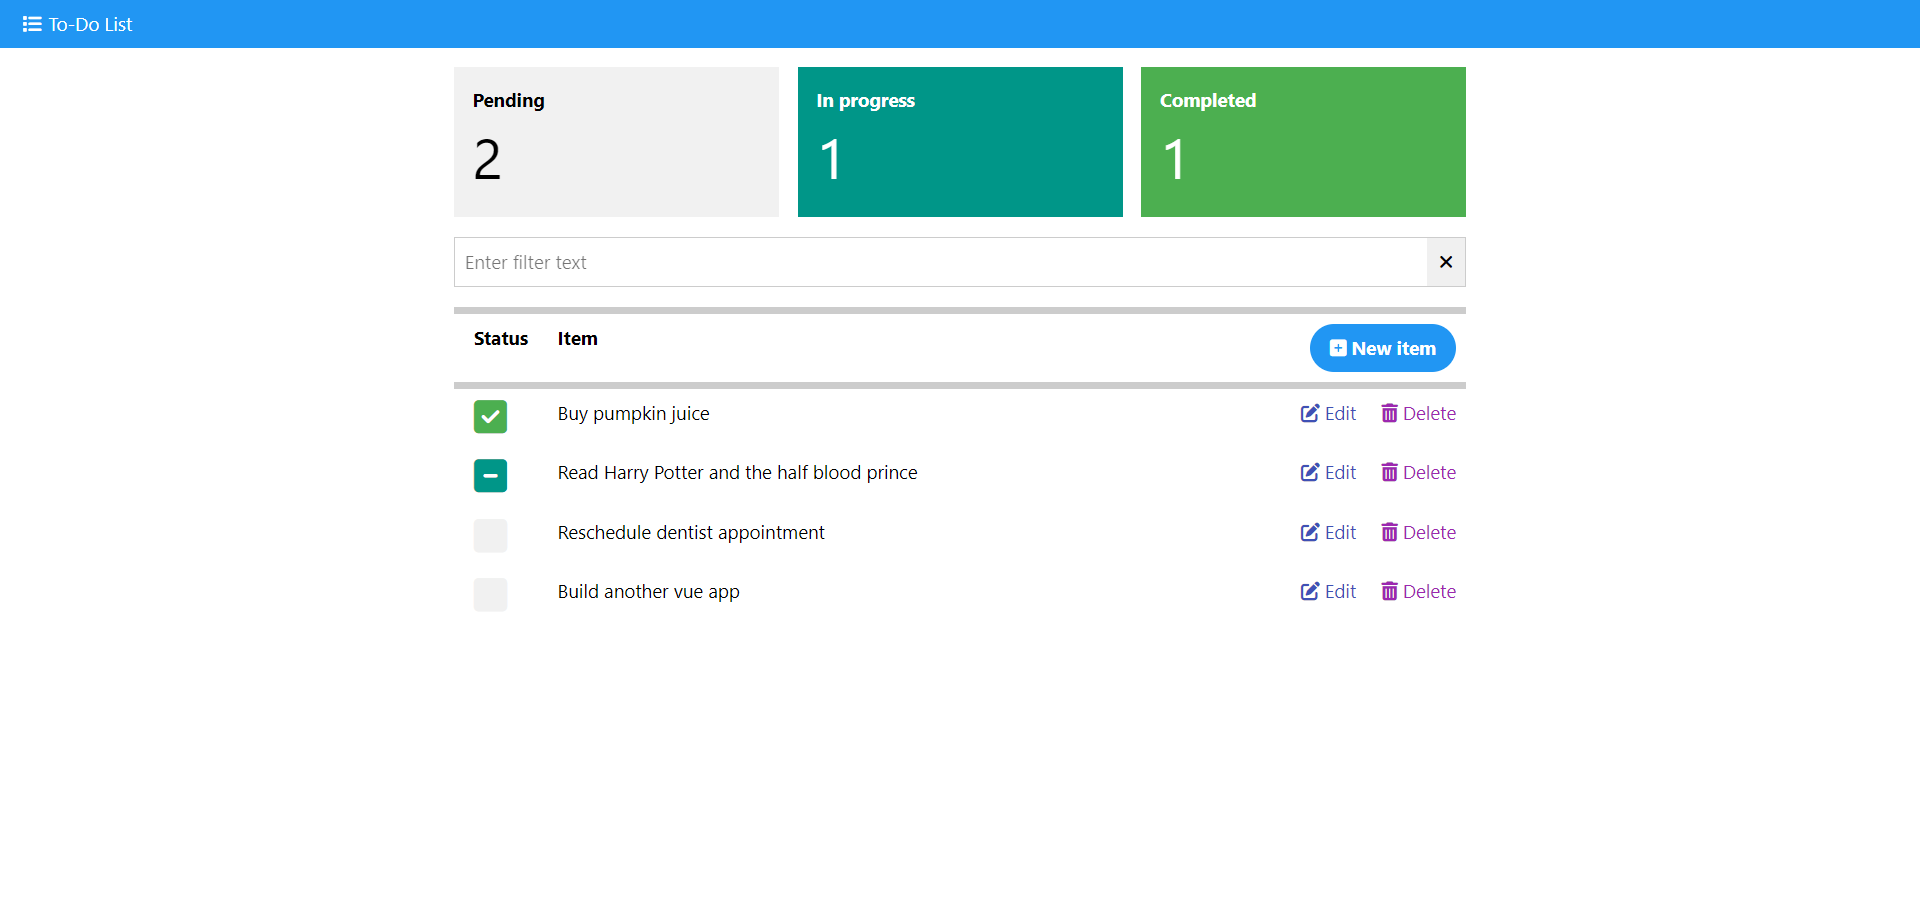 To-Do List
Pending
In progress
Completed
2
1
1
Enter filter text
Status
Item
New item
Buy pumpkin juice
Edit
Delete
Read Harry Potter and the half blood prince
Edit
Delete
Reschedule dentist appointment
Edit
Delete
Build another vue app
Edit
Delete